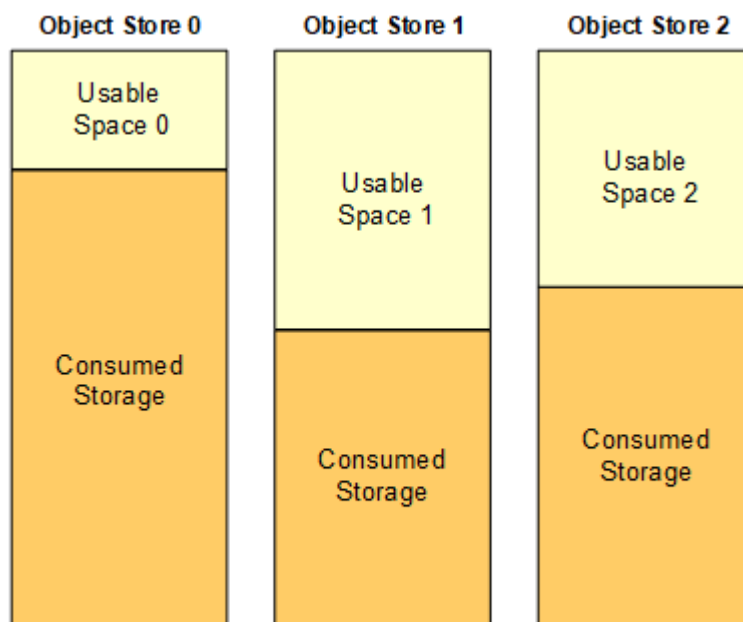 Object Store 0
Object Store 1
Object Store 2
Usable
Space 0
Usable
Space 1
Usable
Space 2
Consumed
Storage
Consumed
Storage
Consumed
Storage